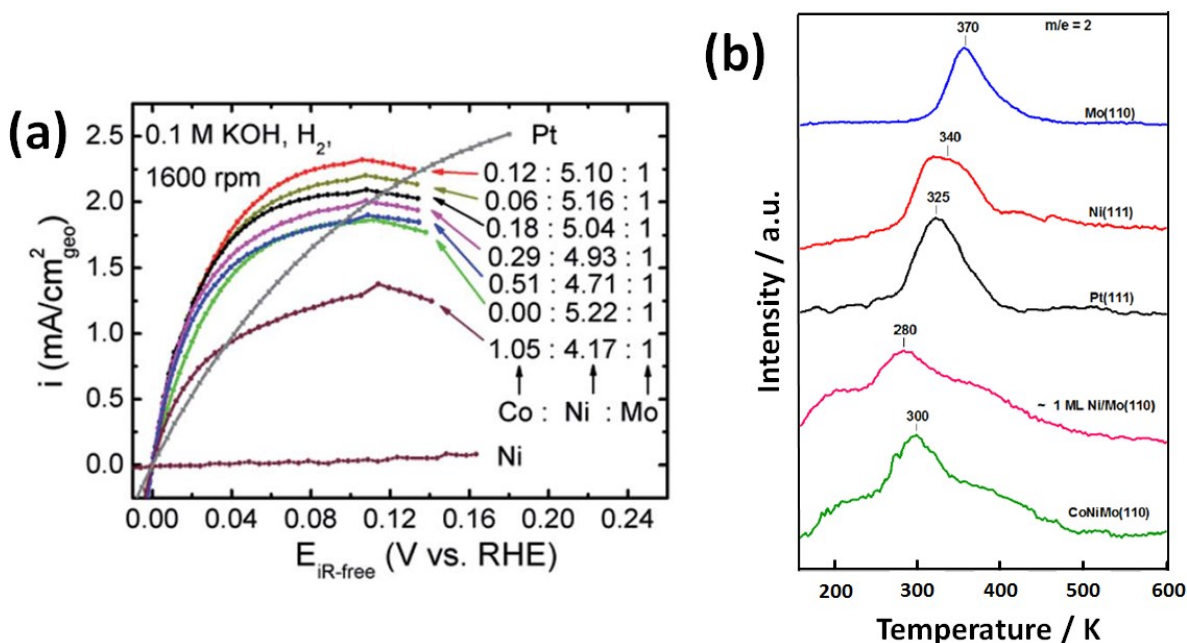 (a)
0.1 M KOH, H2,
1600 rpm
Pt
0.12 : 5.10 : 1
0.06 : 5.16 : 1
0.18 : 5.04 : 1
0.29 : 4.93 : 1
0.51 : 4.71 : 1
0.00 : 5.22 : 1
1.05 : 4.17 : 1
Co : Ni : Mo
Ni
2.5
2.0
1.5
1.0
0.5
0.0
i (mA/cm²geo)
0.00 0.04 0.08 0.12 0.16 0.20 0.24
EiR-free (V vs. RHE)
(b)
m/e = 2
370
Mo(110)
340
Ni(111)
325
Pt(111)
280
~ 1 ML Ni/Mo(110)
300
CoNiMo(110)
Intensity / a.u.
200 300 400 500 600
Temperature / K